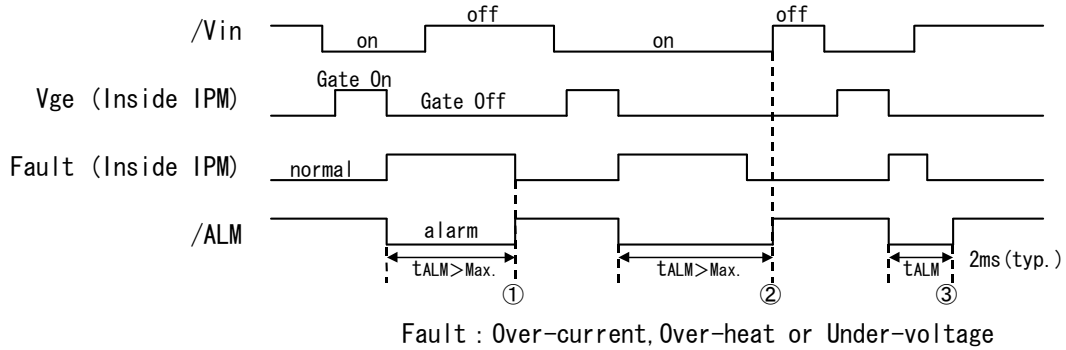 /Vin
on
off
on
off
Vge (Inside IPM)
Gate On
Gate Off
Fault (Inside IPM)
normal
/ALM
alarm
tALM>Max.
tALM>Max.
tALM
2ms(typ.)
①
②
③
Fault : Over-current, Over-heat or Under-voltage